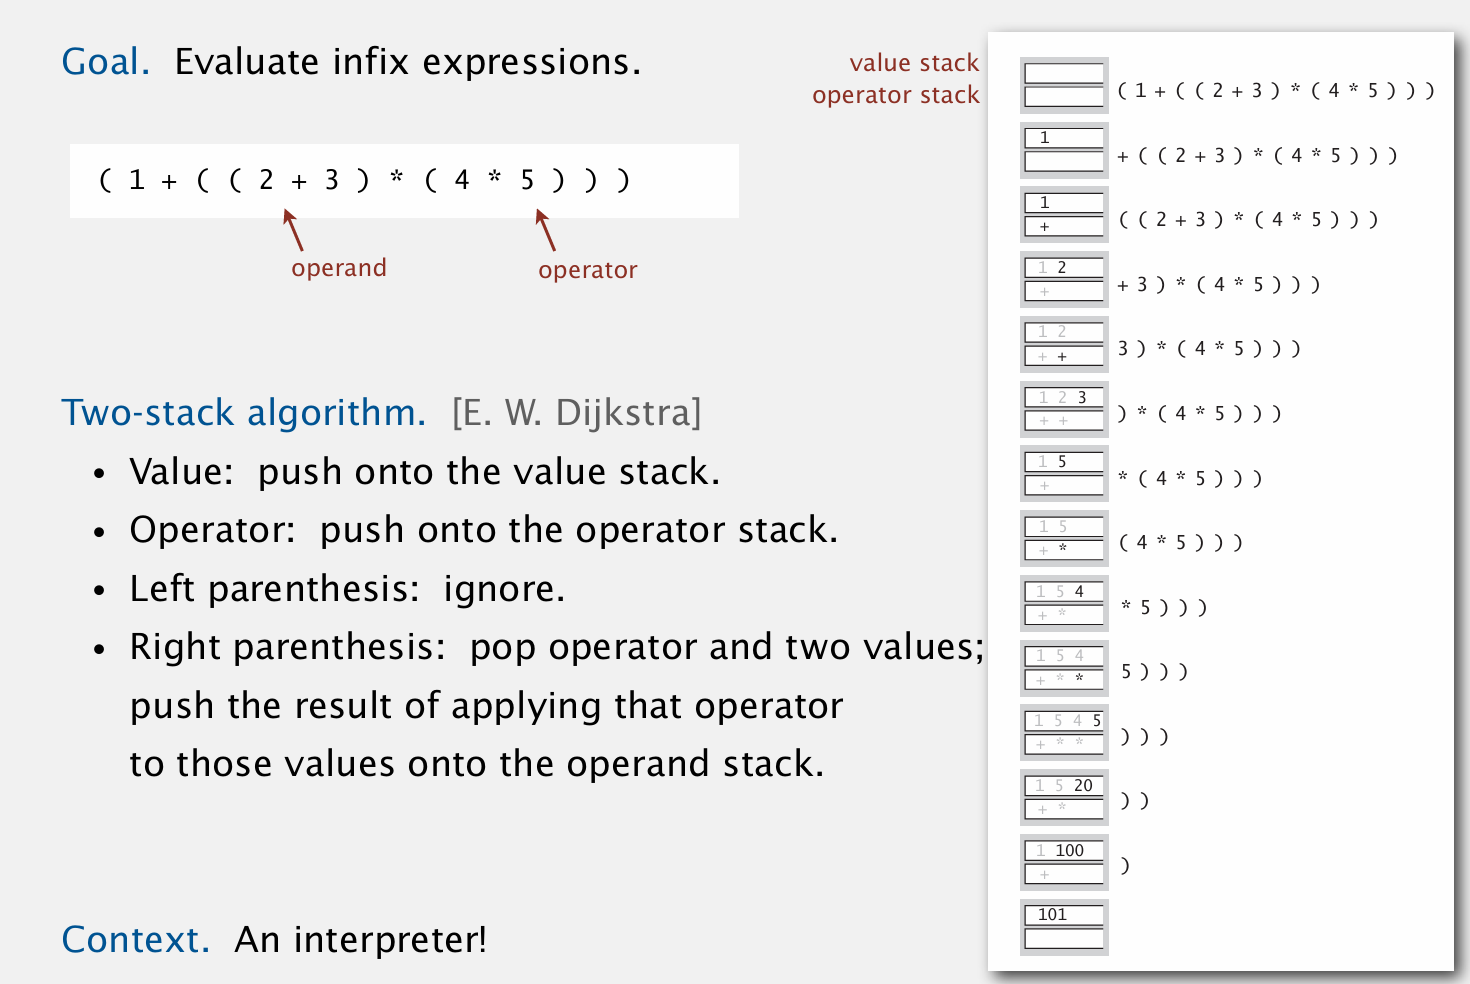 Goal. Evaluate infix expressions.
( 1 + ( ( 2 + 3 ) * ( 4 * 5 ) ) )
operand
operator
Two-stack algorithm. [E. W. Dijkstra]
• Value: push onto the value stack.
• Operator: push onto the operator stack.
• Left parenthesis: ignore.
• Right parenthesis: pop operator and two values;
push the result of applying that operator
to those values onto the operand stack.
Context. An interpreter!
value stack
operator stack
( 1 + ( ( 2 + 3 ) * ( 4 * 5 ) ) )
1
+ ( ( 2 + 3 ) * ( 4 * 5 ) ) )
1
+
( ( 2 + 3 ) * ( 4 * 5 ) ) )
1 2
+
+ 3 ) * ( 4 * 5 ) ) )
1 2
+ +
3 ) * ( 4 * 5 ) ) )
1 2 3
+ +
) * ( 4 * 5 ) ) )
1 5
+
* ( 4 * 5 ) ) )
1 5
+ *
( 4 * 5 ) ) )
1 5 4
+ *
* 5 ) ) )
1 5 4
+ * *
5 ) ) )
1 5 4 5
+ * *
) ) )
1 5 20
+ *
) )
1 100
+
)
101